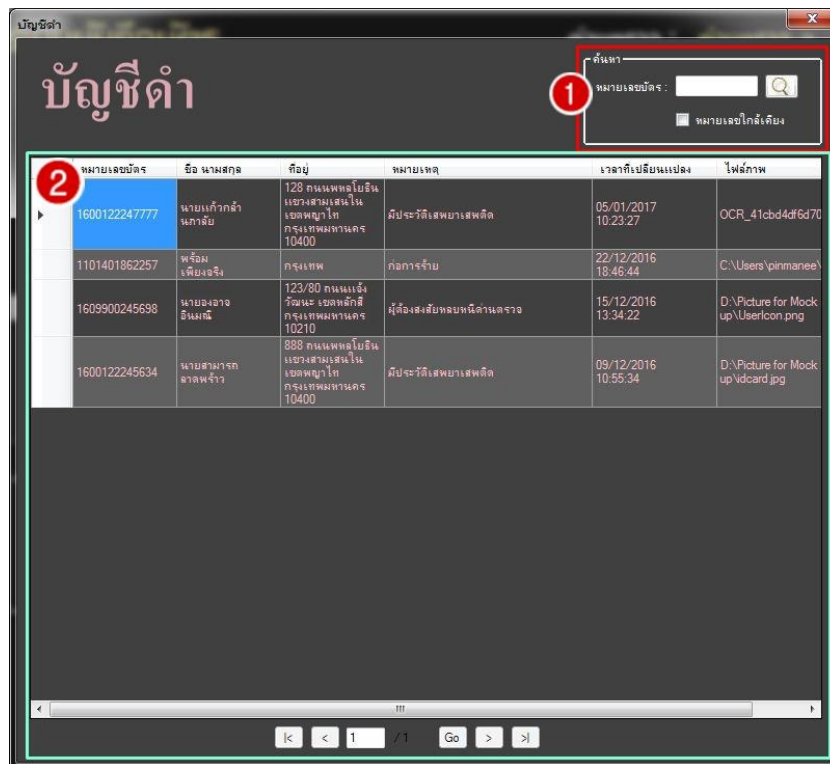 บัญชีดำ
บัญชีดำ
ค้นหา
1
หมายเลขบัตร :
หมายเลขใกล้เคียง
2
หมายเลขบัตร ชื่อ นามสกุล ที่อยู่ หมายเหตุ เวลาที่เปลี่ยนแปลง ไฟล์ภาพ
1600122247777
นายแก้วกล้า
นภาลัย
128 ถนนพหลโยธิน
แขวงสามเสนใน
เขตพญาไท
กรุงเทพมหานคร
10400
มีประวัติเสพยาเสพติด
05/01/2017
10:23:27
OCR_41cbd4df6d70
1101401862257
พร้อม
เพียงจริง
กรุงเทพ
ก่อการร้าย
22/12/2016
18:46:44
C:\Users\pinmanee\
1609900245698
นายองอาจ
อินมณี
123/80 ถนนแจ้ง
วัฒนะ เขตหลักสี่
กรุงเทพมหานคร
10210
ผู้ต้องสงสัยหลบหนีด่านตรวจ
15/12/2016
13:34:22
D:\Picture for Mock
up\UserIcon.png
1600122245634
นายสามารถ
ลาดพร้าว
888 ถนนพหลโยธิน
แขวงสามเสนใน
เขตพญาไท
กรุงเทพมหานคร
10400
มีประวัติเสพยาเสพติด
09/12/2016
10:55:34
D:\Picture for Mock
up\idcard.jpg
|< < 1 / 1 Go > >|